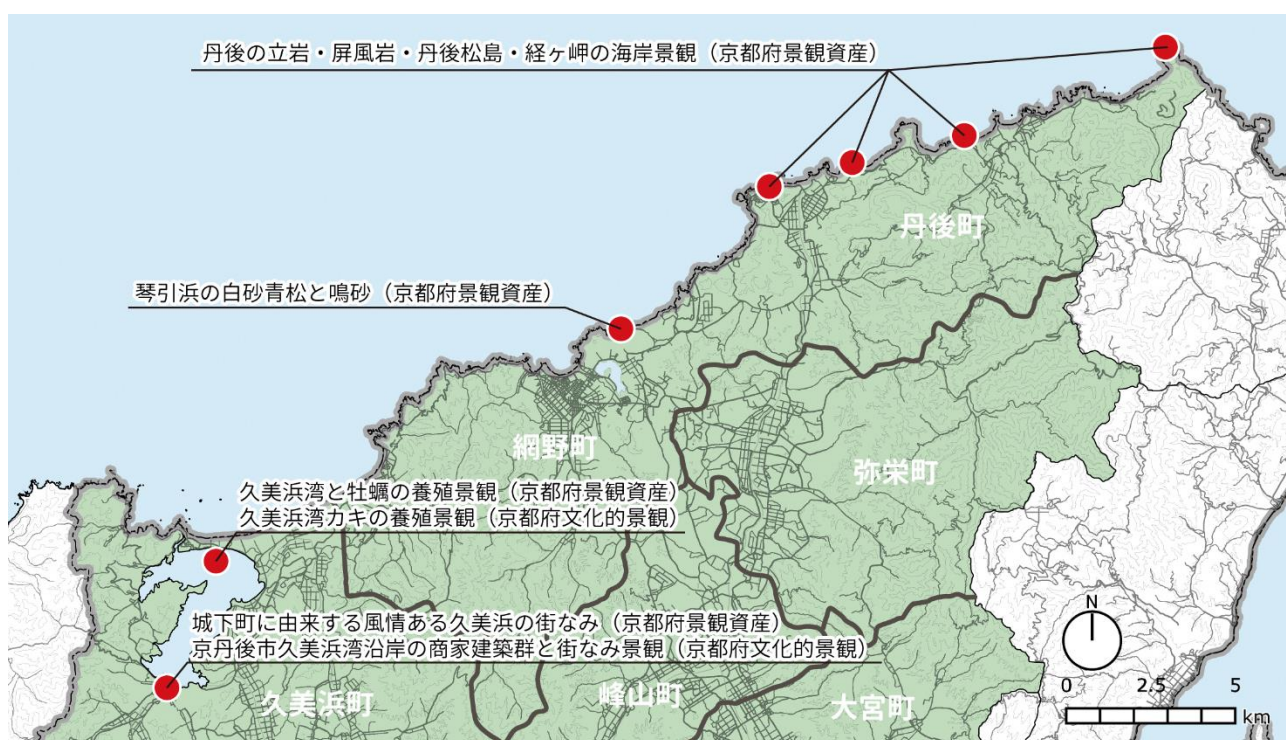 丹後の立岩・屏風岩・丹後松島・経ヶ岬の海岸景観（京都府景観資産）
丹後町
琴引浜の白砂青松と鳴砂（京都府景観資産）
網野町
弥栄町
久美浜湾と牡蠣の養殖景観（京都府景観資産）
久美浜湾カキの養殖景観（京都府文化的景観）
城下町に由来する風情ある久美浜の街なみ（京都府景観資産）
京丹後市久美浜湾沿岸の商家建築群と街なみ景観（京都府文化的景観）
久美浜町
峰山町
大宮町
N
0 2.5 5
km